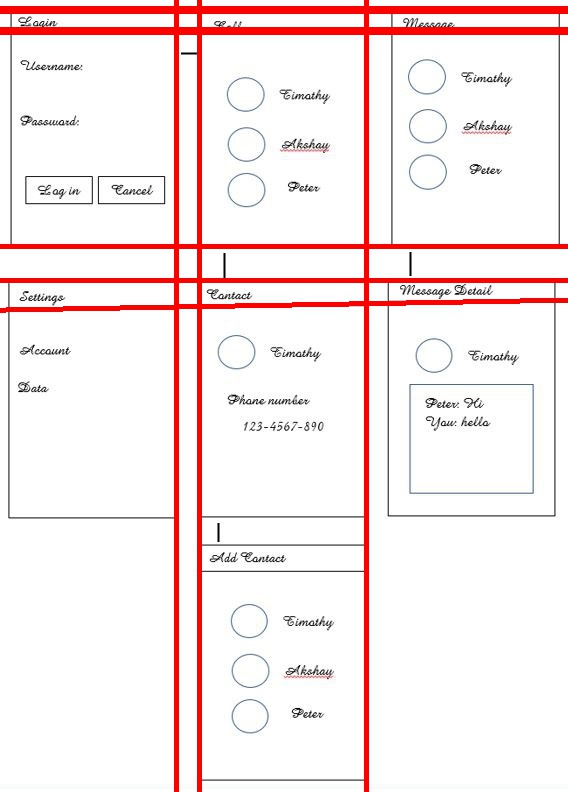 Login
Username:
Password:
Log in
Cancel
Call
Timothy
Akshay
Peter
Message
Timothy
Akshay
Peter
Settings
Account
Data
Contact
Timothy
Phone number
123-4567-890
Message Detail
Timothy
Peter: Hi
You: hello
Add Contact
Timothy
Akshay
Peter